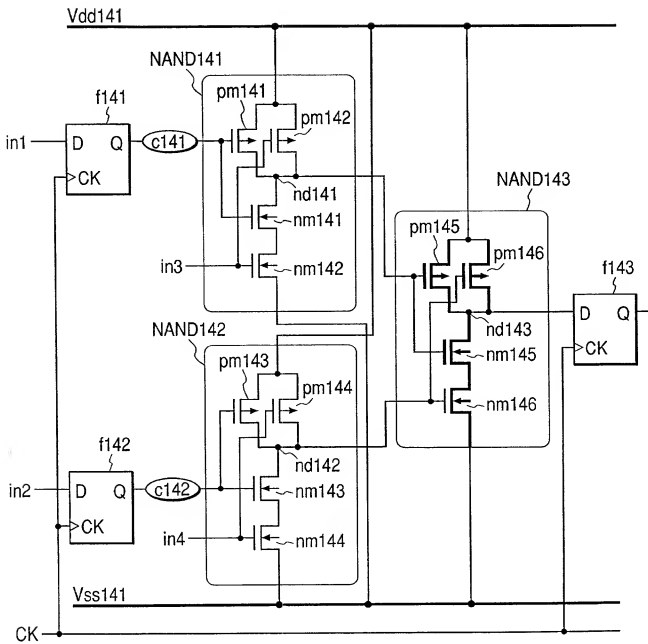 Vdd141
NAND141
f141
pm141
pm142
in1
D
Q
c141
CK
nd141
NAND143
nm141
pm145
in3
nm142
pm146
f143
NAND142
D
Q
nd143
pm143
CK
nm145
pm144
nm146
f142
nd142
in2
D
Q
c142
nm143
CK
in4
nm144
Vss141
CK